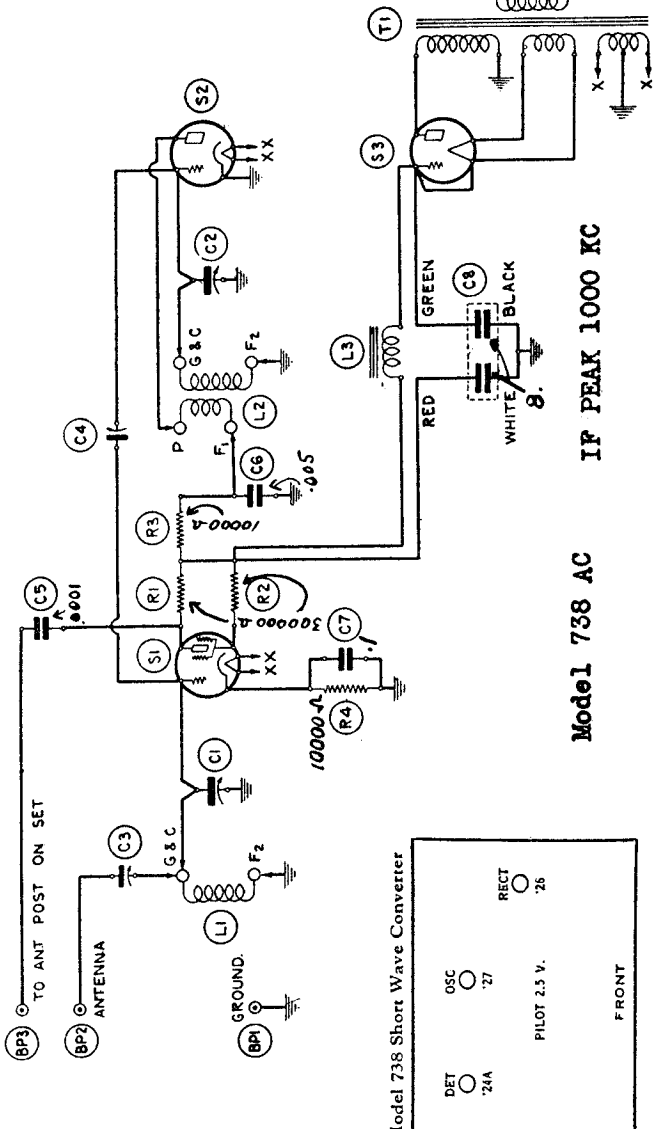 BP3
TO ANT POST ON SET
C5
.0001
BP2
ANTENNA
C3
C4
G & C
L1
F2
GROUND
BP1
C1
S1
XX
R1
R3
10000 Ω
R2
300000 Ω
C6
.005
P
F1
L2
G & C
F2
C2
S2
XX
10000 Ω
R4
C7
.1
L3
RED
GREEN
C8
WHITE
BLACK
8.
S3
T1
X
X
Model 738 AC
IF PEAK 1000 KC
odel 738 Short Wave Converter
DET
'24A
OSC
'27
RECT
'26
PILOT 2.5 V.
FRONT